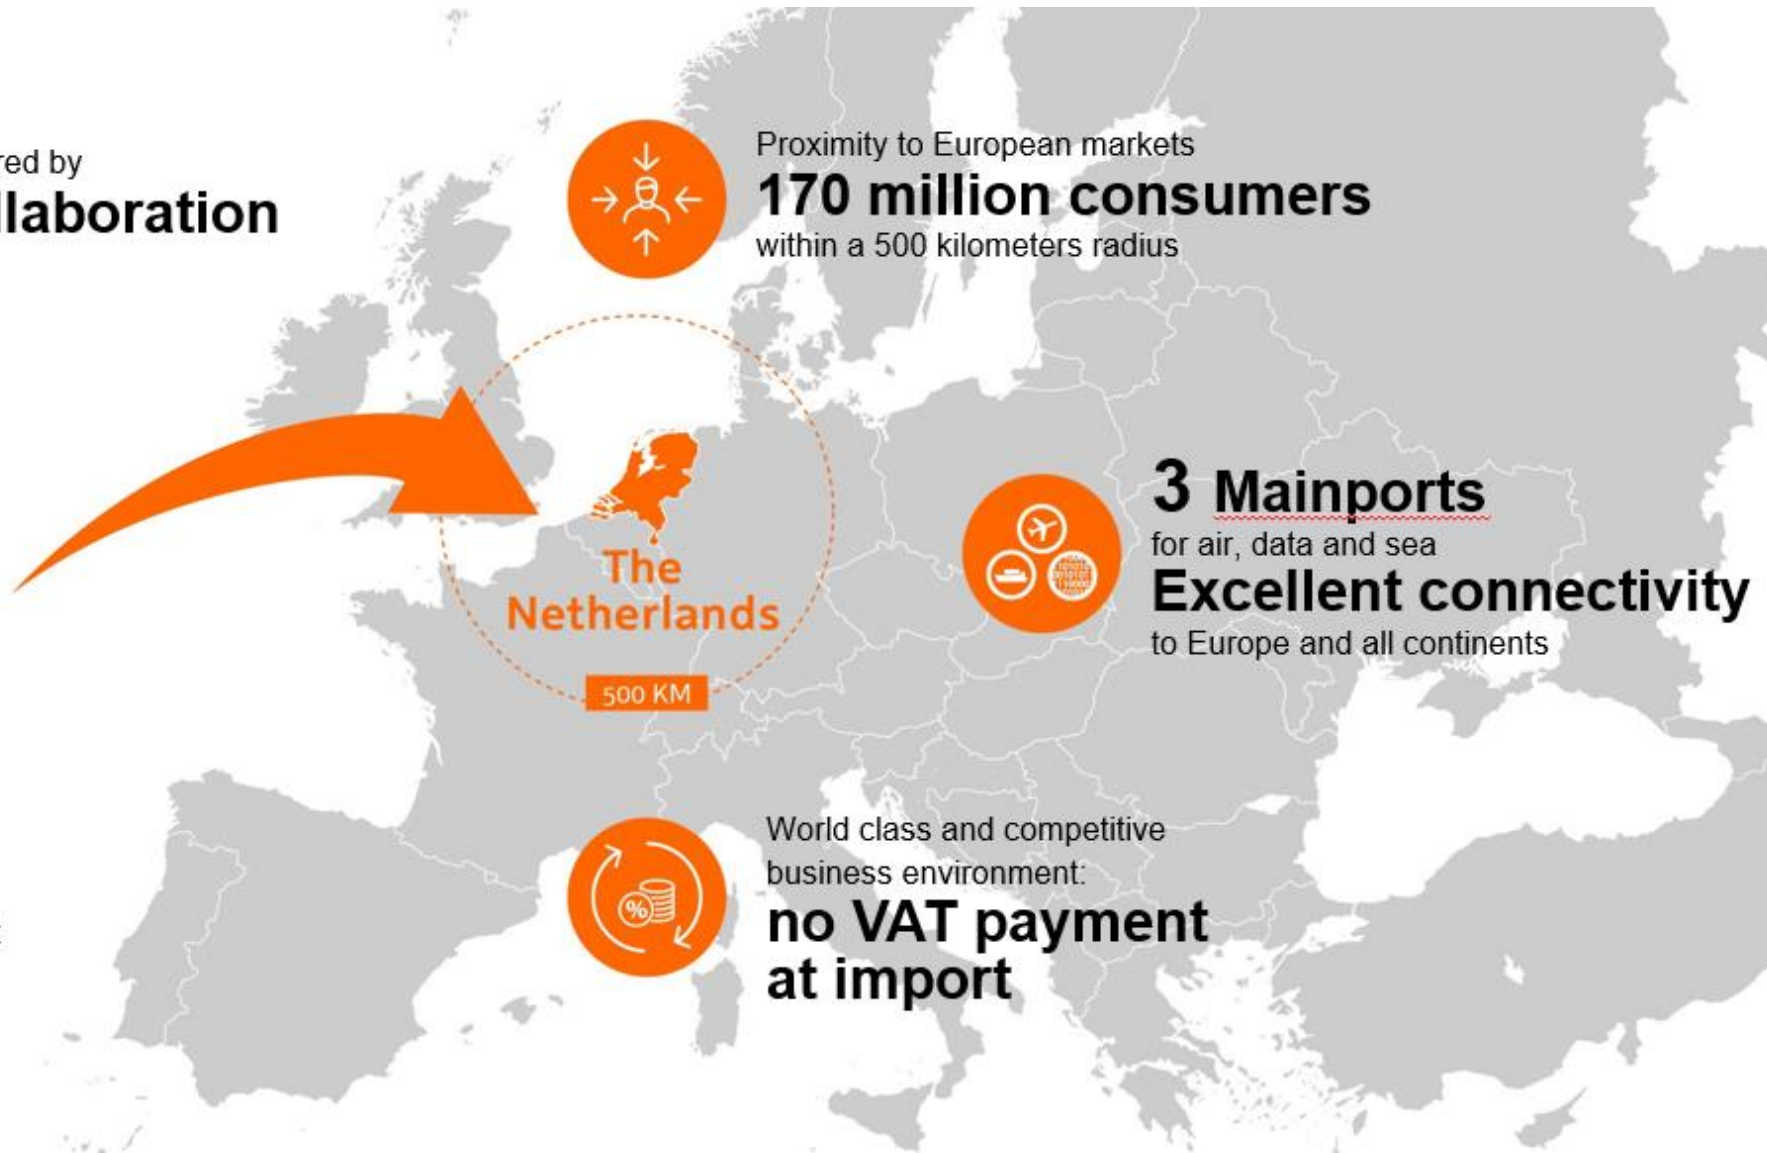 red by
llaboration
Proximity to European markets
170 million consumers
within a 500 kilometers radius
3 Mainports
for air, data and sea
Excellent connectivity
to Europe and all continents
The
Netherlands
500 KM
World class and competitive
business environment:
no VAT payment
at import